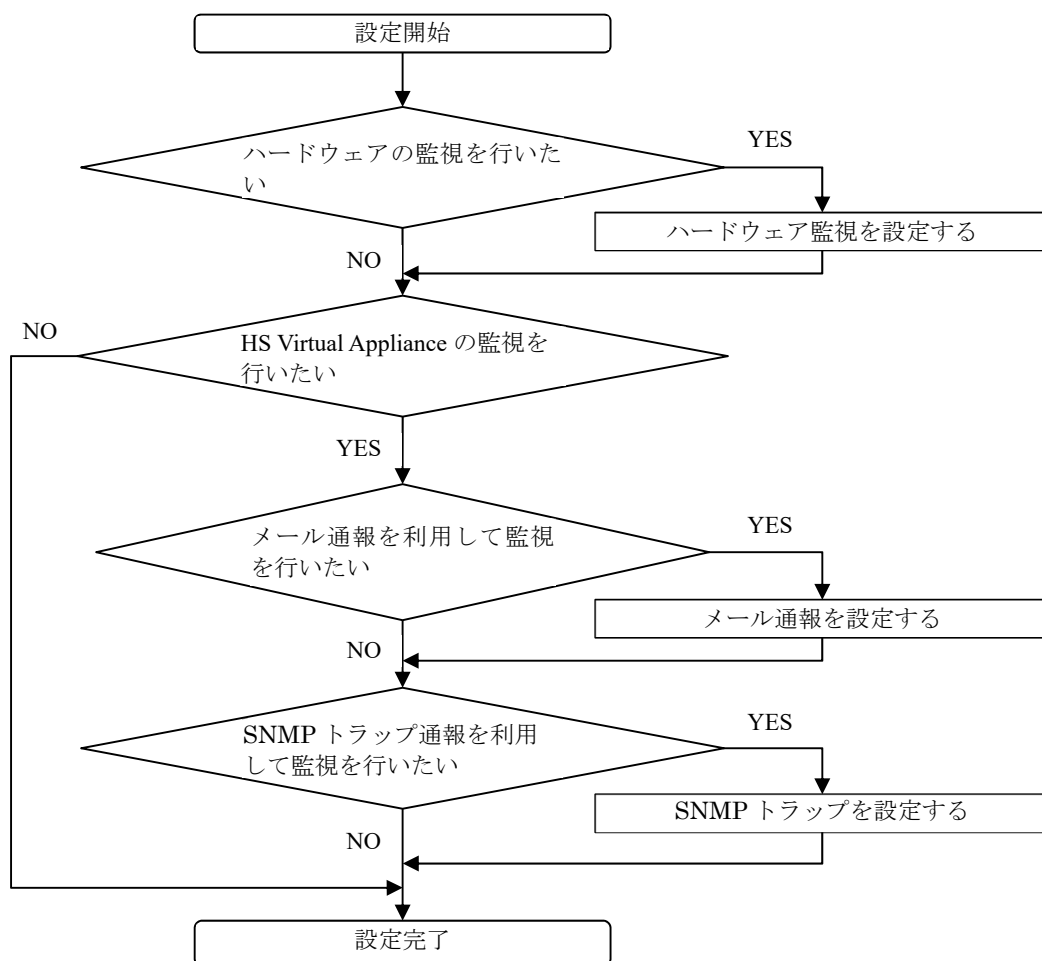 設定開始
YES
ハードウェアの監視を行いた
い
ハードウェア監視を設定する
NO
NO
HS Virtual Appliance の監視を
行いたい
YES
メール通報を利用して監視
を行いたい
YES
メール通報を設定する
NO
SNMP トラップ通報を利用
して監視を行いたい
YES
SNMP トラップを設定する
NO
設定完了